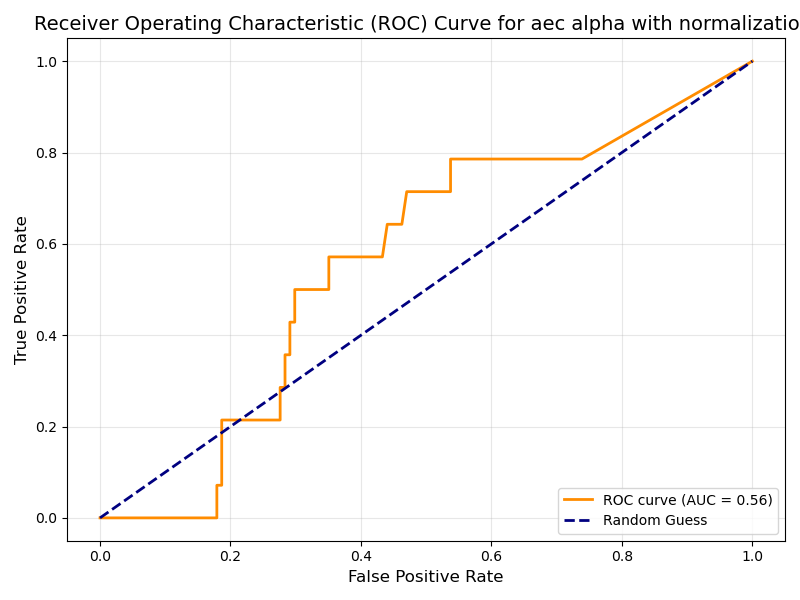 Receiver Operating Characteristic (ROC) Curve for aec alpha with normalizatio
True Positive Rate
1.0
0.8
0.6
0.4
0.2
0.0
0.0 0.2 0.4 0.6 0.8 1.0
False Positive Rate
ROC curve (AUC = 0.56)
Random Guess